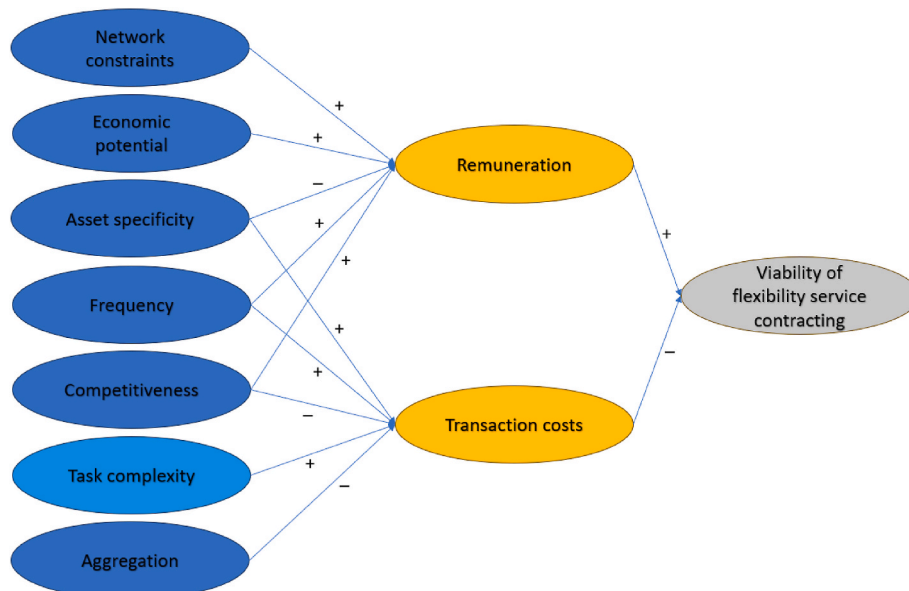 Network
constraints
Economic
potential
Asset specificity
Frequency
Competitiveness
Task complexity
Aggregation
+
+
−
+
+
+
+
−
+
−
Remuneration
Transaction costs
+
−
Viability of
flexibility service
contracting